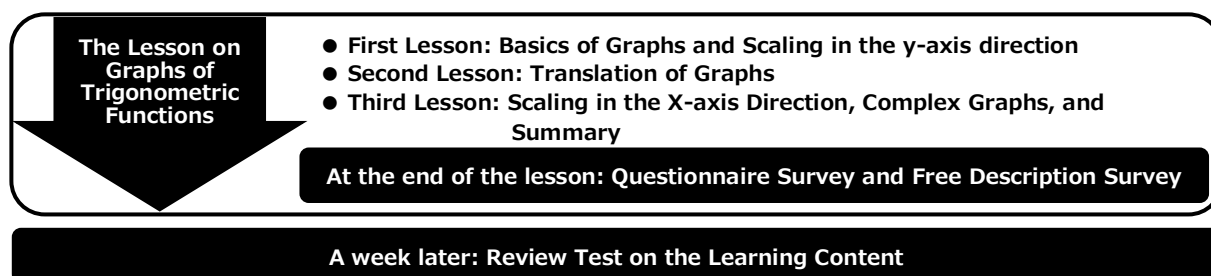 The Lesson on
Graphs of
Trigonometric
Functions
● First Lesson: Basics of Graphs and Scaling in the y-axis direction
● Second Lesson: Translation of Graphs
● Third Lesson: Scaling in the X-axis Direction, Complex Graphs, and
Summary
At the end of the lesson: Questionnaire Survey and Free Description Survey
A week later: Review Test on the Learning Content